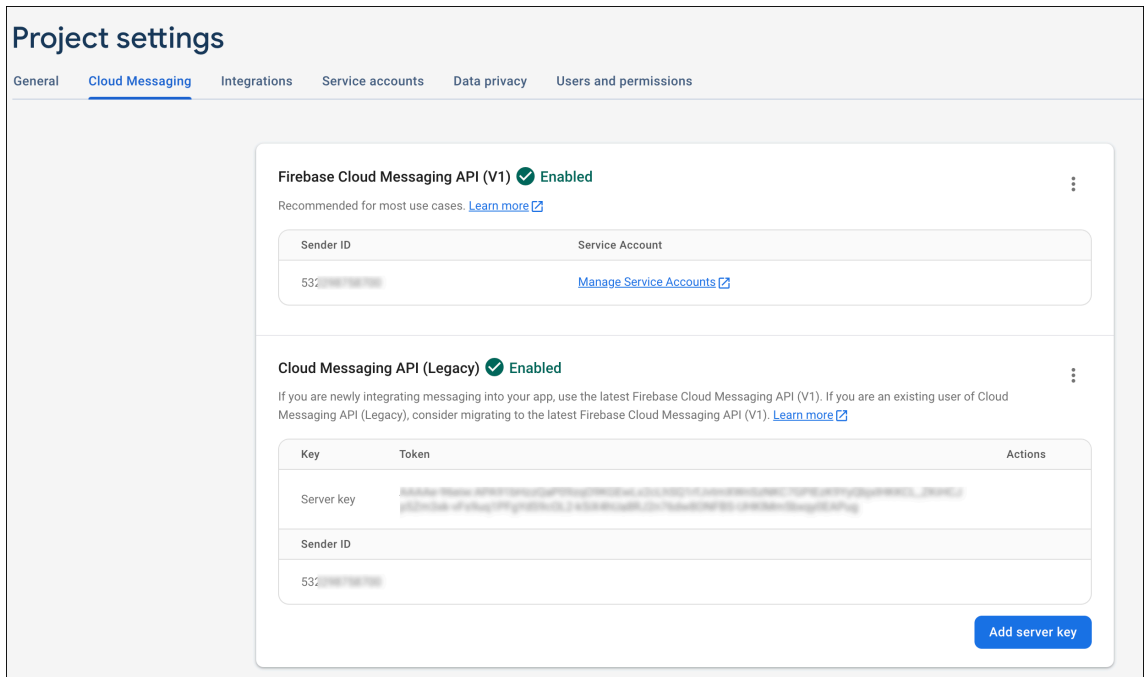 Project settings
General Cloud Messaging Integrations Service accounts Data privacy Users and permissions
Firebase Cloud Messaging API (V1) Enabled
Recommended for most use cases. Learn more
Sender ID Service Account
532 Manage Service Accounts
Cloud Messaging API (Legacy) Enabled
If you are newly integrating messaging into your app, use the latest Firebase Cloud Messaging API (V1). If you are an existing user of Cloud
Messaging API (Legacy), consider migrating to the latest Firebase Cloud Messaging API (V1). Learn more
Key Token Actions
Server key
Sender ID
532
Add server key